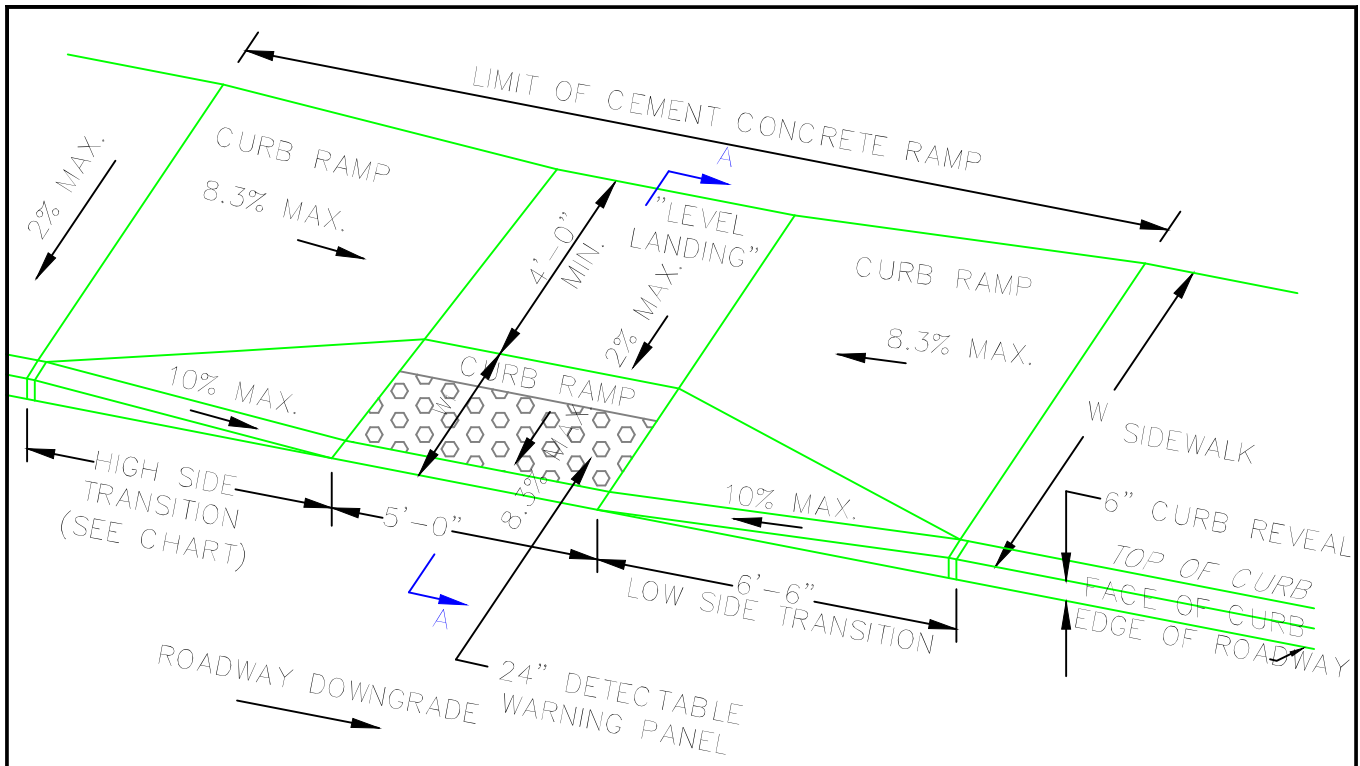 LIMIT OF CEMENT CONCRETE RAMP
A
CURB RAMP
8.3% MAX.
2% MAX.
4'-0"
MIN.
"LEVEL
LANDING"
2% MAX.
CURB RAMP
8.3% MAX.
CURB RAMP
W'
8.3% MAX.
10% MAX.
10% MAX.
W SIDEWALK
HIGH SIDE
TRANSITION
(SEE CHART)
5'-0"
6'-6"
LOW SIDE TRANSITION
6" CURB REVEAL
TOP OF CURB
FACE OF CURB
EDGE OF ROADWAY
A
ROADWAY DOWNGRADE
24" DETECTABLE
WARNING PANEL